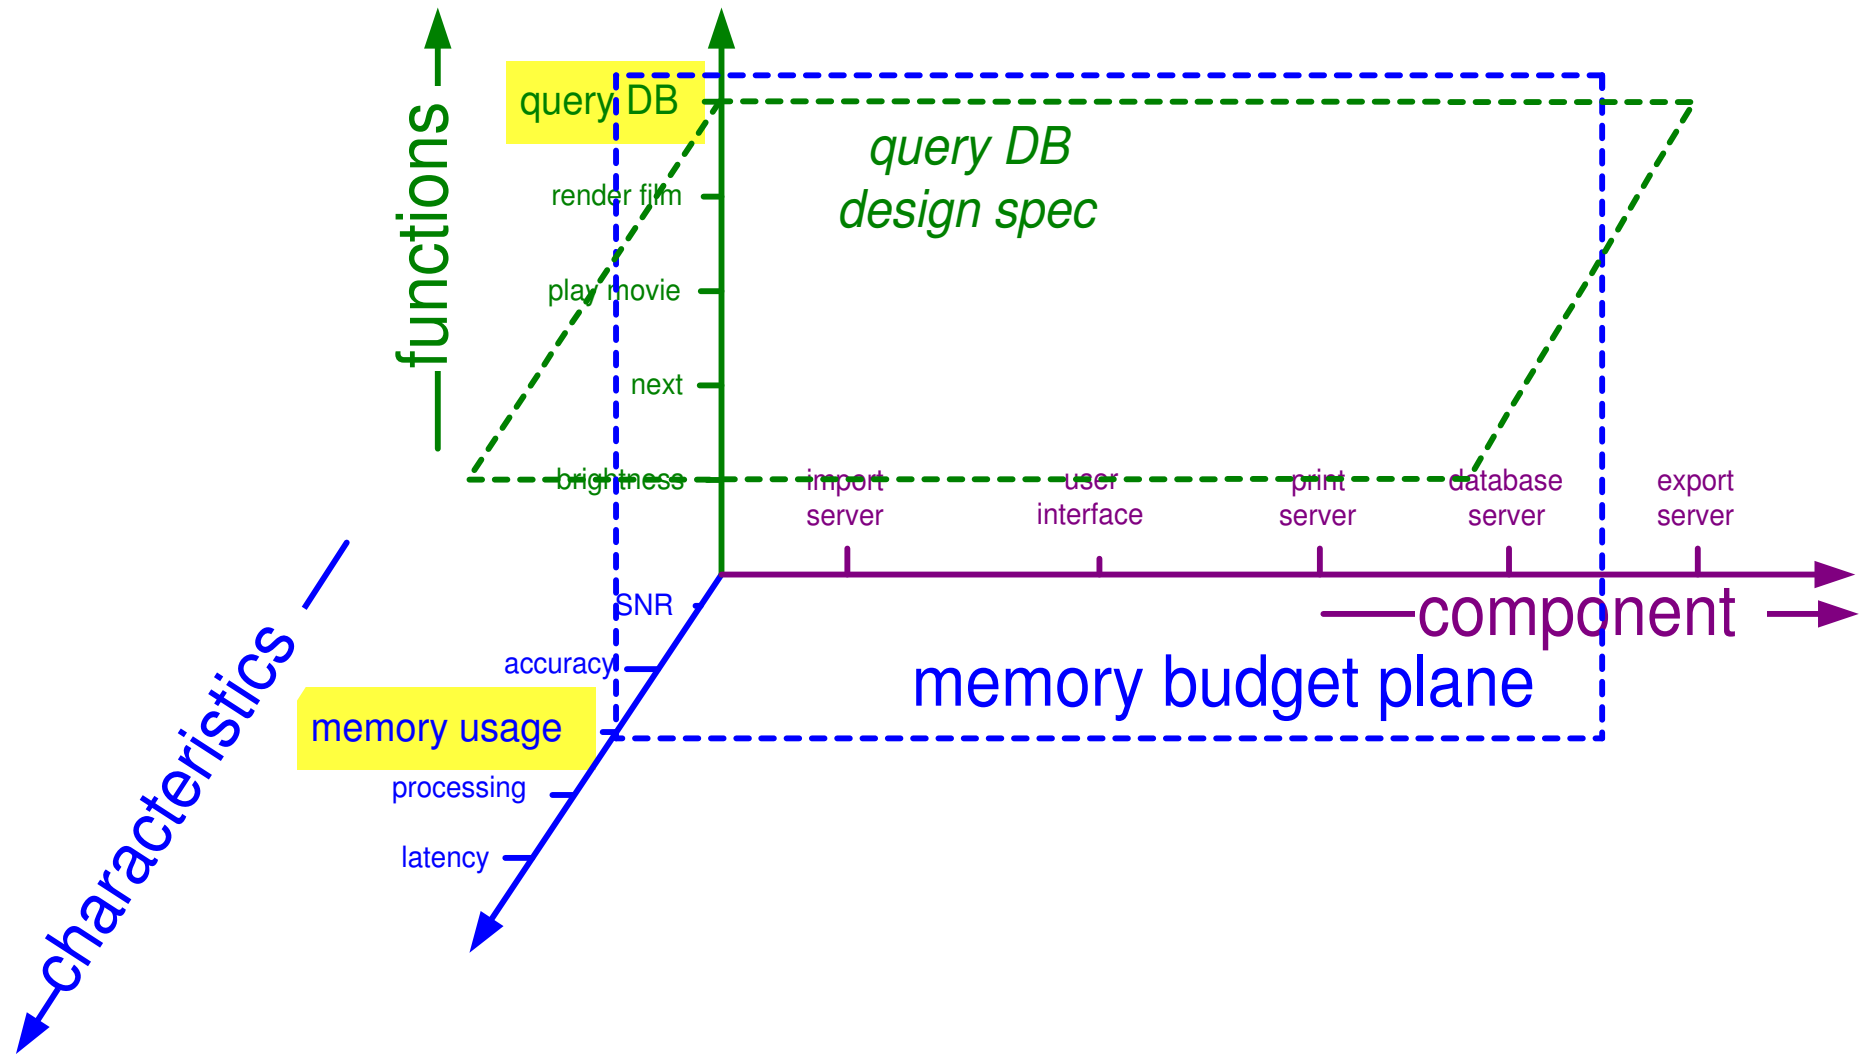 functions
query DB
render film
play movie
next
brightness
query DB
design spec
import
server
user
interface
print
server
database
server
export
server
component
SNR
accuracy
memory usage
processing
latency
characteristics
memory budget plane